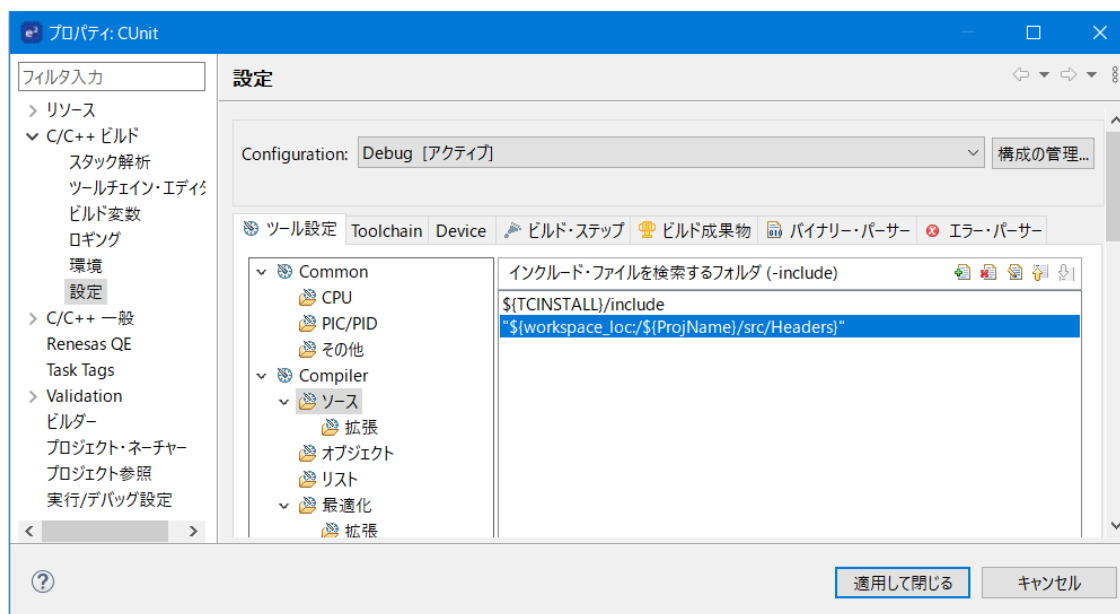 e² プロパティ: CUnit
フィルタ入力
リソース
C/C++ ビルド
スタック解析
ツールチェイン・エディタ
ビルド変数
ロギング
環境
設定
C/C++ 一般
Renesas QE
Task Tags
Validation
ビルダー
プロジェクト・ネーチャー
プロジェクト参照
実行/デバッグ設定
設定
Configuration: Debug [アクティブ] 構成の管理...
ツール設定 Toolchain Device ビルド・ステップ ビルド成果物 バイナリー・パーサー エラー・パーサー
Common
CPU
PIC/PID
その他
Compiler
ソース
拡張
オブジェクト
リスト
最適化
拡張
インクルード・ファイルを検索するフォルダ (-include)
${TCINSTALL}/include
"${workspace_loc:/${ProjName}/src/Headers}"
適用して閉じる キャンセル